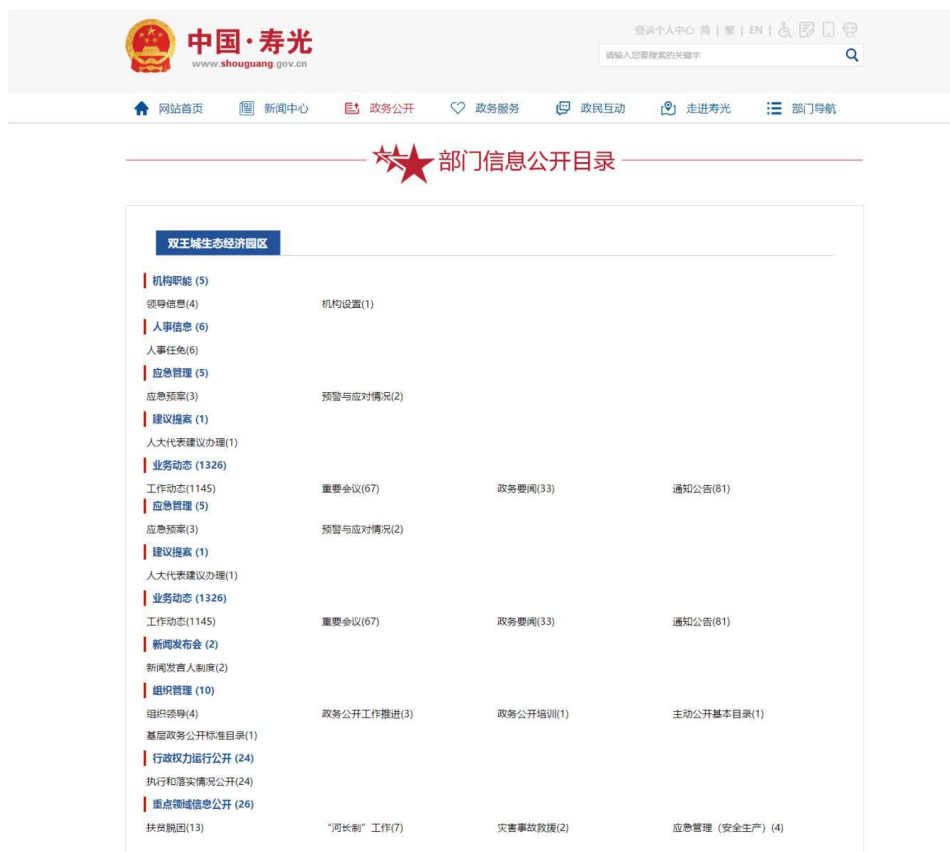 登录个人中心 简 | 繁 | EN |
中国·寿光
www.shouguang.gov.cn
请输入您要搜索的关键字
网站首页 新闻中心 政务公开 政务服务 政民互动 走进寿光 部门导航
部门信息公开目录
双王城生态经济园区
机构职能 (5)
领导信息(4) 机构设置(1)
人事信息 (6)
人事任免(6)
应急管理 (5)
应急预案(3) 预警与应对情况(2)
建议提案 (1)
人大代表建议办理(1)
业务动态 (1326)
工作动态(1145) 重要会议(67) 政务要闻(33) 通知公告(81)
应急管理 (5)
应急预案(3) 预警与应对情况(2)
建议提案 (1)
人大代表建议办理(1)
业务动态 (1326)
工作动态(1145) 重要会议(67) 政务要闻(33) 通知公告(81)
新闻发布会 (2)
新闻发言人制度(2)
组织管理 (10)
组织领导(4) 政务公开工作推进(3) 政务公开培训(1) 主动公开基本目录(1)
基层政务公开标准目录(1)
行政权力运行公开 (24)
执行和落实情况公开(24)
重点领域信息公开 (26)
扶贫脱困(13) “河长制”工作(7) 灾害事故救援(2) 应急管理（安全生产）(4)